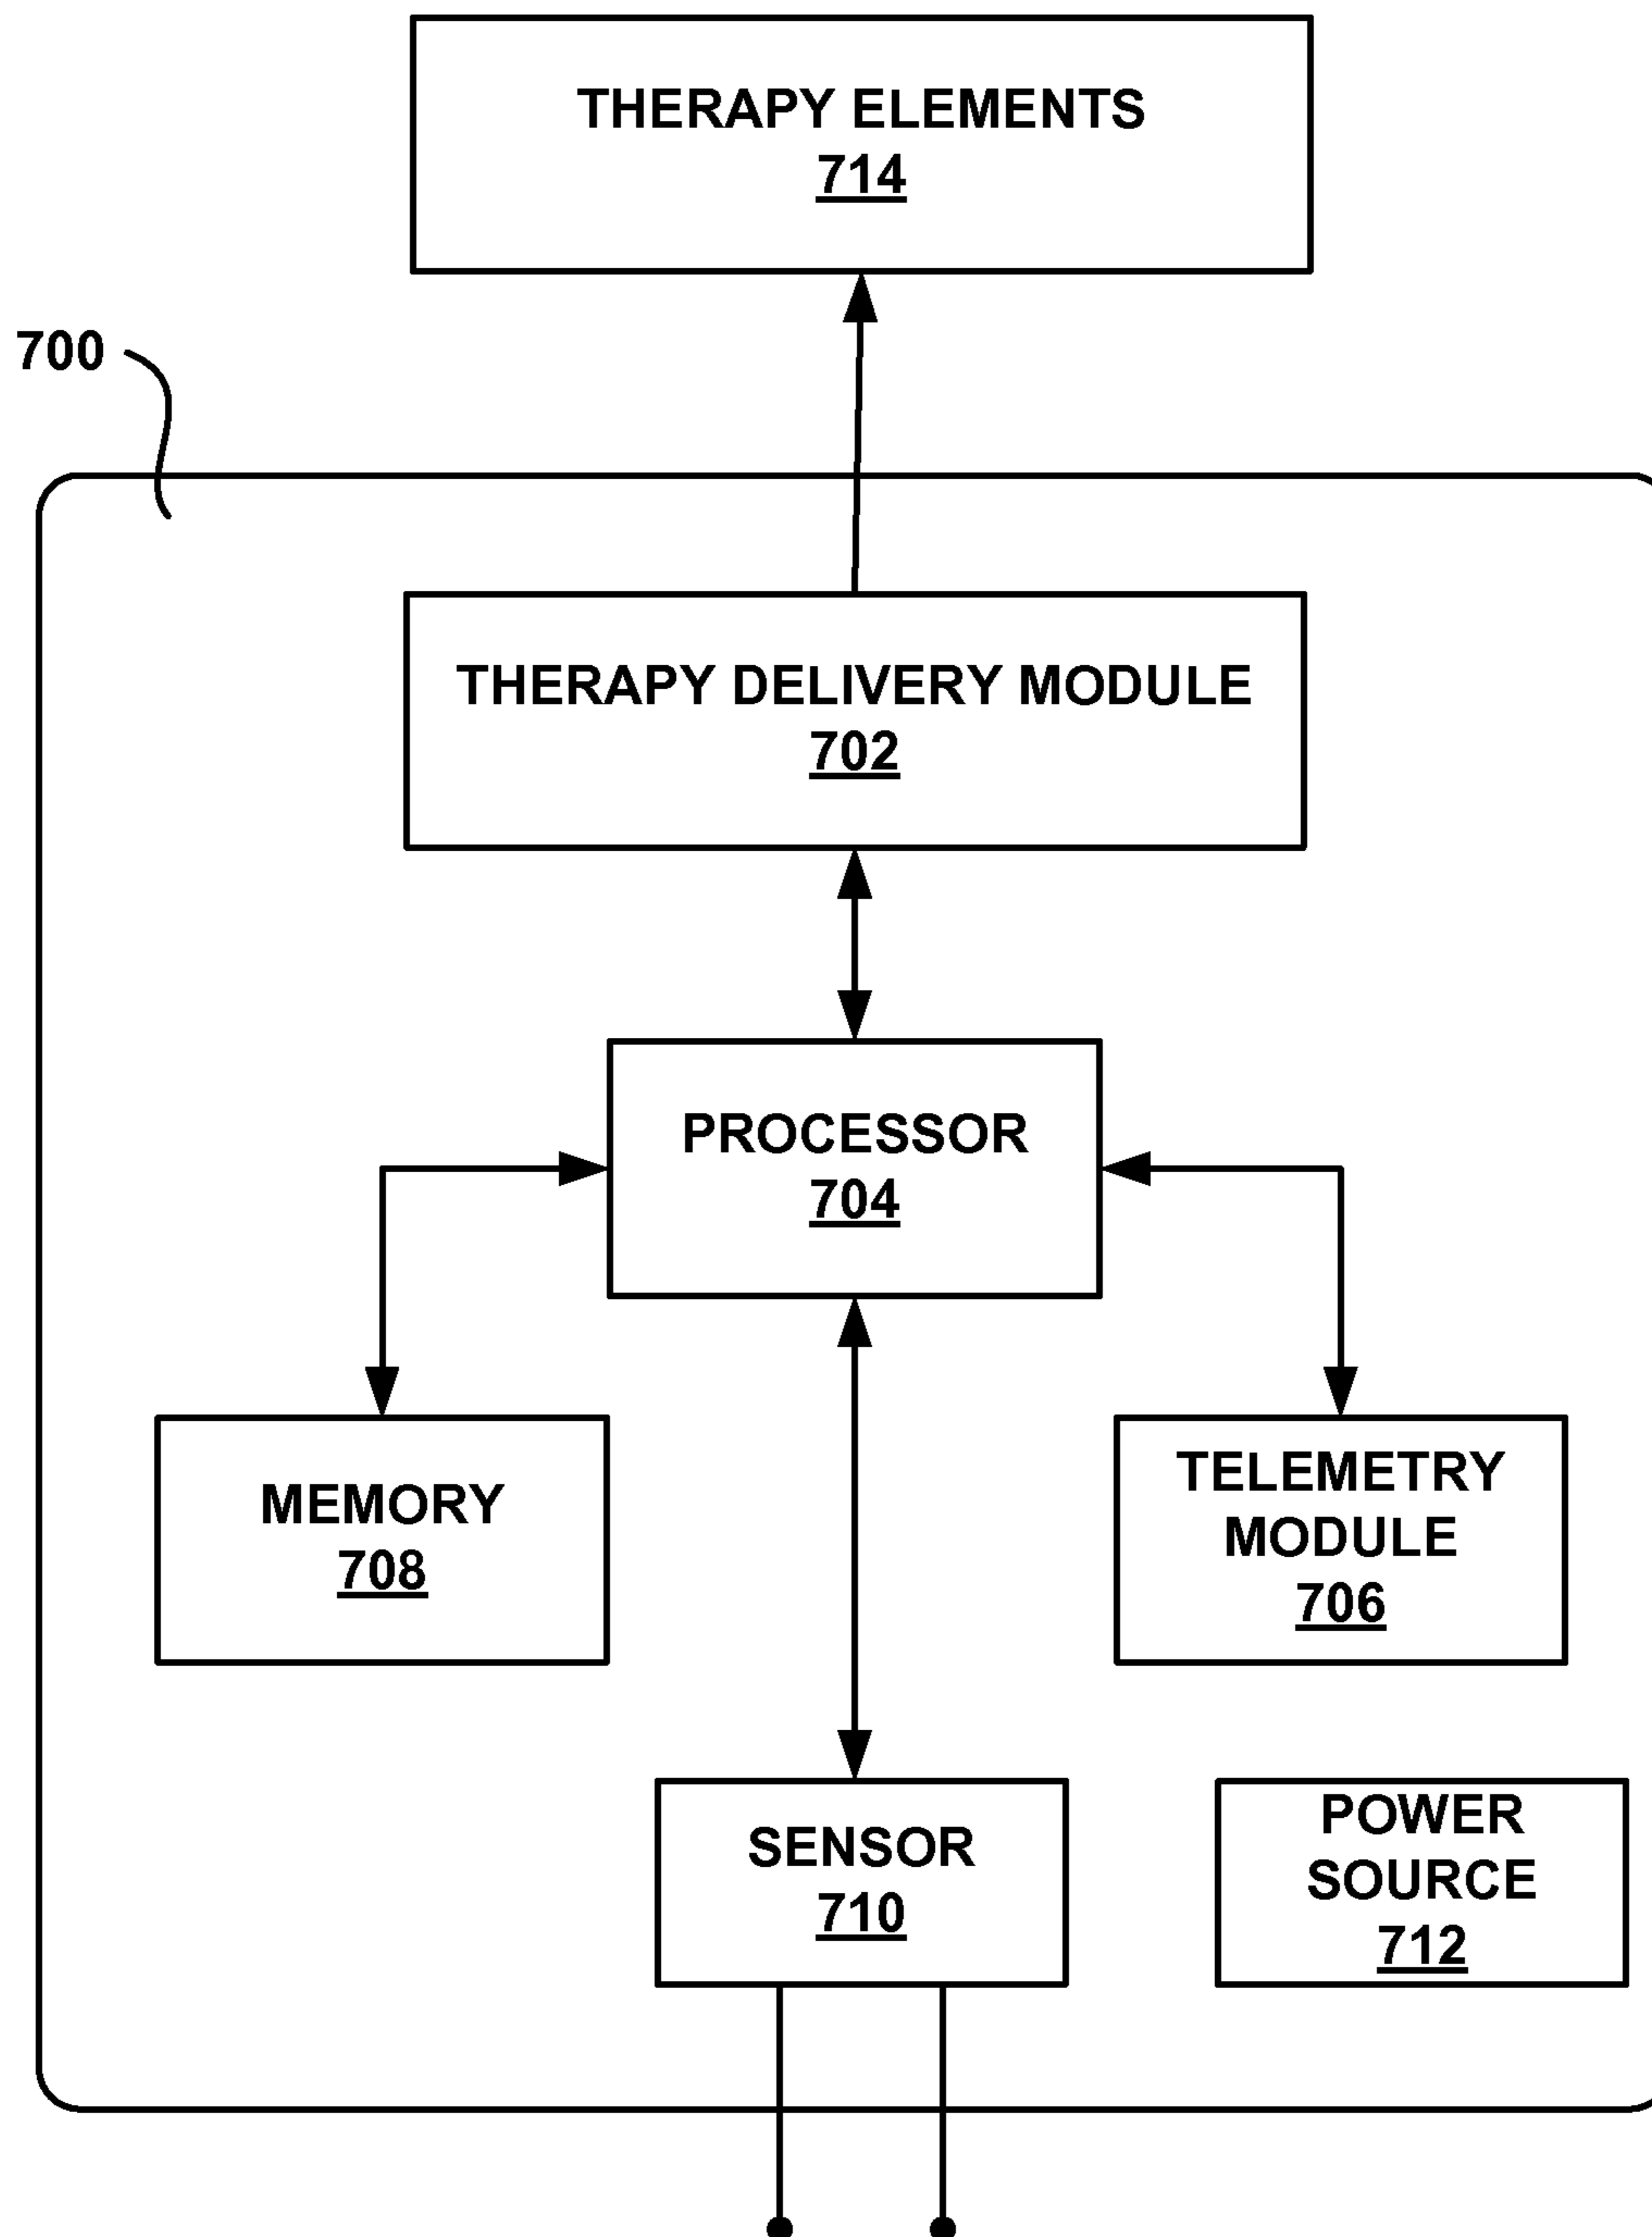 THERAPY ELEMENTS
714
700
THERAPY DELIVERY MODULE
702
PROCESSOR
704
MEMORY
708
TELEMETRY
MODULE
706
SENSOR
710
POWER
SOURCE
712